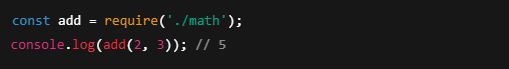 const add = require('./math');
console.log(add(2, 3)); // 5